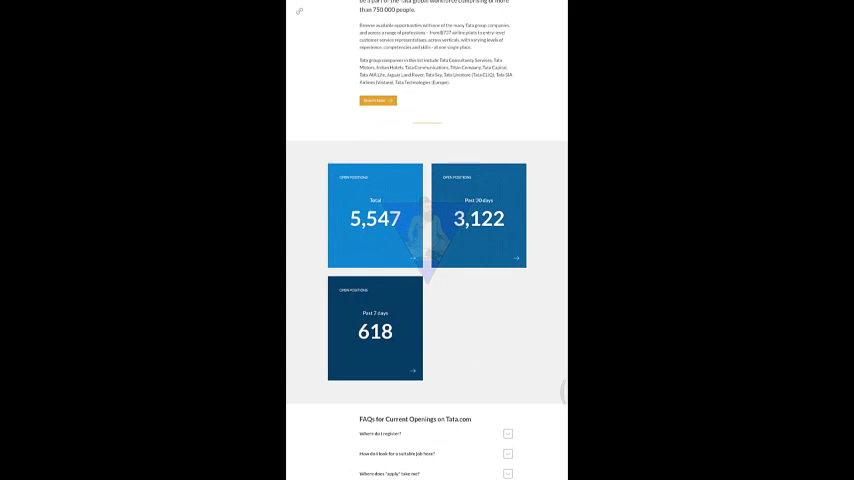 be a part of the Tata global workforce comprising of more
than 750 000 people.
Browse available opportunities with one of the many Tata group companies,
and across a range of professions - from B737 airline pilots to entry-level
customer service representatives, across verticals, with varying levels of
experience, competencies and skills - at one single place.
Tata group companies in this list include Tata Consultancy Services, Tata
Motors, Indian Hotels, Tata Communications, Titan Company, Tata Capital,
Tata AIA Life, Jaguar Land Rover, Tata Sky, Tata Unistore (Tata CLiQ), Tata SIA
Airlines (Vistara), Tata Technologies (Europe).
Read More
OPEN POSITIONS
Total
5,547
OPEN POSITIONS
Past 30 days
3,122
OPEN POSITIONS
Past 7 days
618
FAQs for Current Openings on Tata.com
Where do I register?
How do I look for a suitable job here?
Where does "apply" take me?